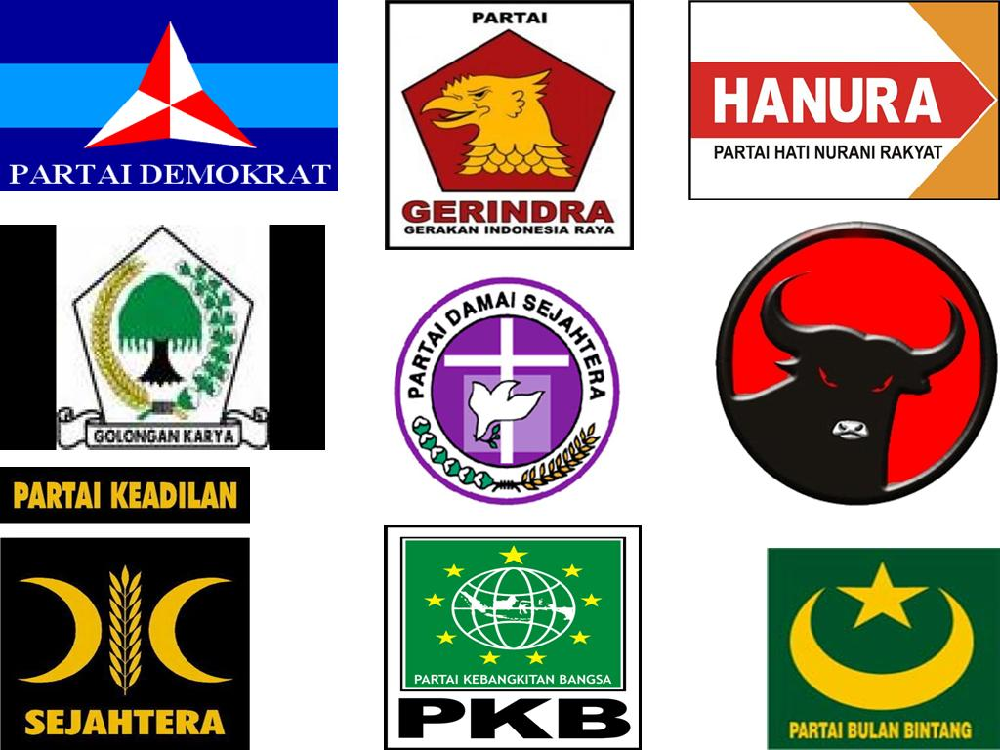 PARTAI DEMOKRAT
PARTAI
GERINDRA
GERAKAN INDONESIA RAYA
HANURA
PARTAI HATI NURANI RAKYAT
GOLONGAN KARYA
PARTAI DAMAI SEJAHTERA
PARTAI KEADILAN
SEJAHTERA
PARTAI KEBANGKITAN BANGSA
PKB
PARTAI BULAN BINTANG